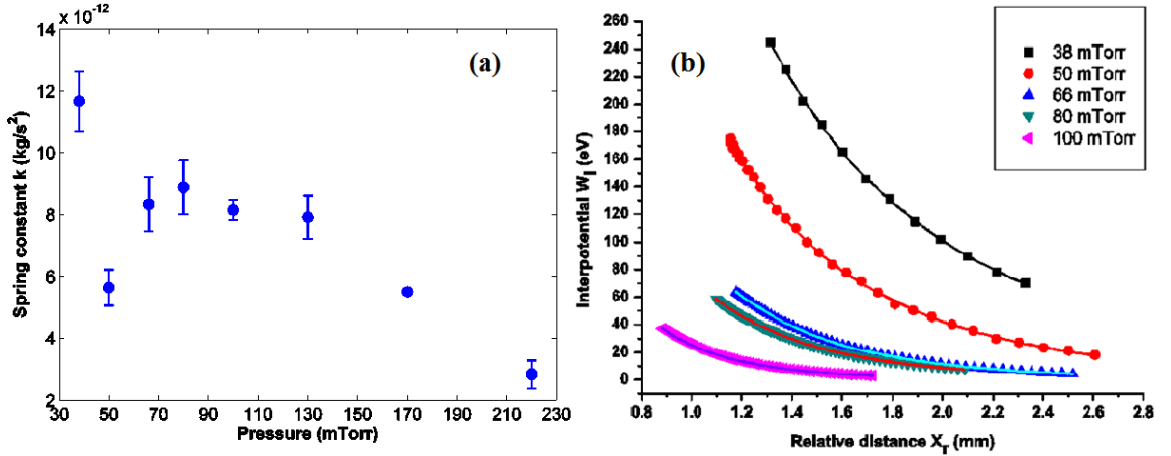 x 10⁻¹²
14
12
10
8
6
4
2
30 50 70 90 110 130 150 170 190 210 230
Spring constant k (kg/s²)
Pressure (mTorr)
(a)
(b)
260
240
220
200
180
160
140
120
100
80
60
40
20
0
0.8 1.0 1.2 1.4 1.6 1.8 2.0 2.2 2.4 2.6 2.8
Interpotential W_I (eV)
Relative distance X_r (mm)
38 mTorr
50 mTorr
66 mTorr
80 mTorr
100 mTorr